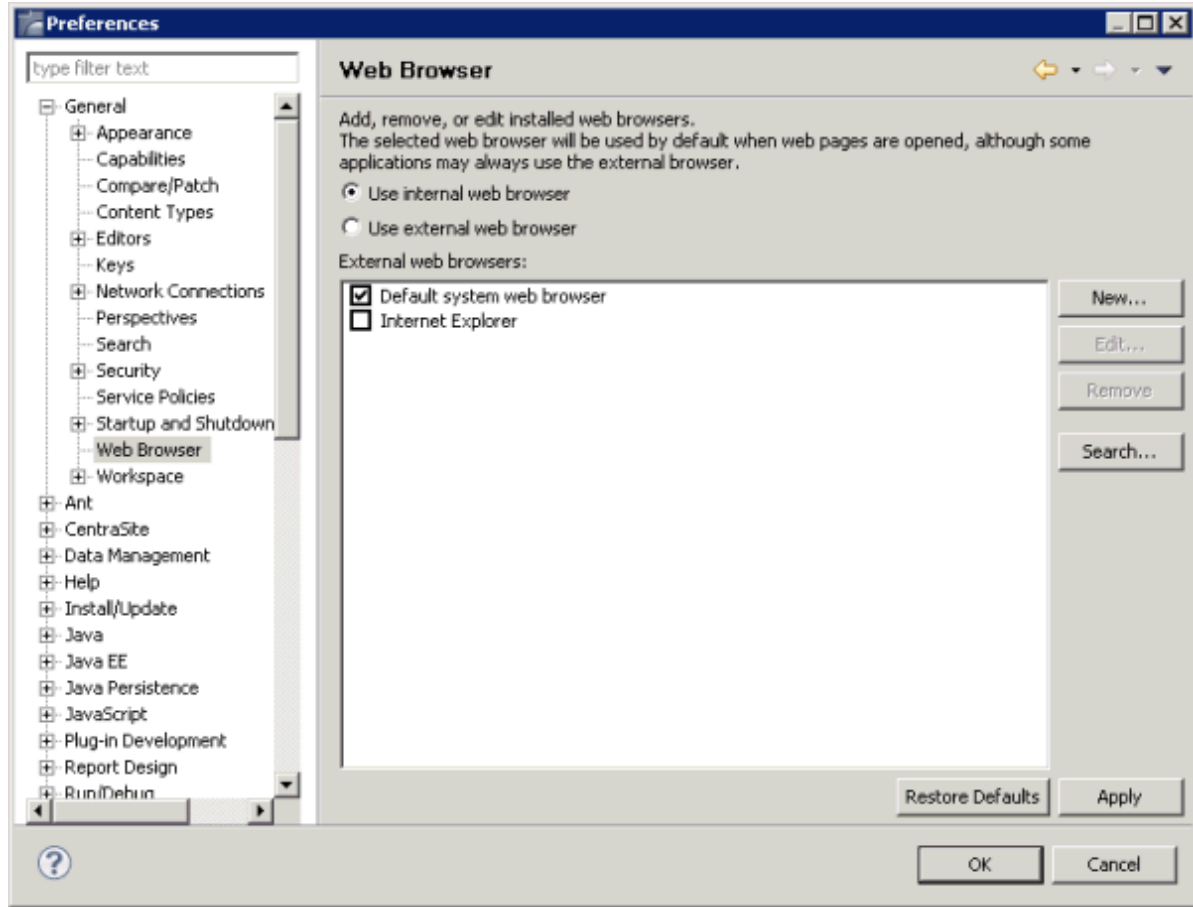 Preferences
type filter text
General
Appearance
Capabilities
Compare/Patch
Content Types
Editors
Keys
Network Connections
Perspectives
Search
Security
Service Policies
Startup and Shutdown
Web Browser
Workspace
Ant
CentraSite
Data Management
Help
Install/Update
Java
Java EE
Java Persistence
JavaScript
Plug-in Development
Report Design
Run/Debug
Web Browser
Add, remove, or edit installed web browsers.
The selected web browser will be used by default when web pages are opened, although some
applications may always use the external browser.
Use internal web browser
Use external web browser
External web browsers:
Default system web browser
Internet Explorer
New...
Edit...
Remove
Search...
Restore Defaults
Apply
?
OK
Cancel